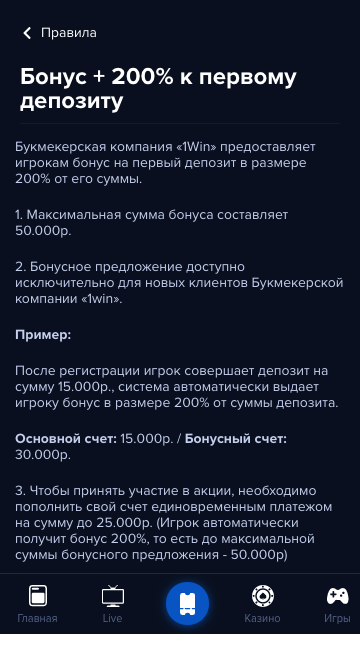 Правила
Бонус + 200% к первому
депозиту
Букмекерская компания «1Win» предоставляет
игрокам бонус на первый депозит в размере
200% от его суммы.
1. Максимальная сумма бонуса составляет
50.000р.
2. Бонусное предложение доступно
исключительно для новых клиентов Букмекерской
компании «1win».
Пример:
После регистрации игрок совершает депозит на
сумму 15.000р., система автоматически выдает
игроку бонус в размере 200% от суммы депозита.
Основной счет: 15.000р. / Бонусный счет:
30.000р.
3. Чтобы принять участие в акции, необходимо
пополнить свой счет единовременным платежом
на сумму до 25.000р. (Игрок автоматически
получит бонус 200%, то есть до максимальной
суммы бонусного предложения - 50.000р)
Главная
Live
Казино
Игры